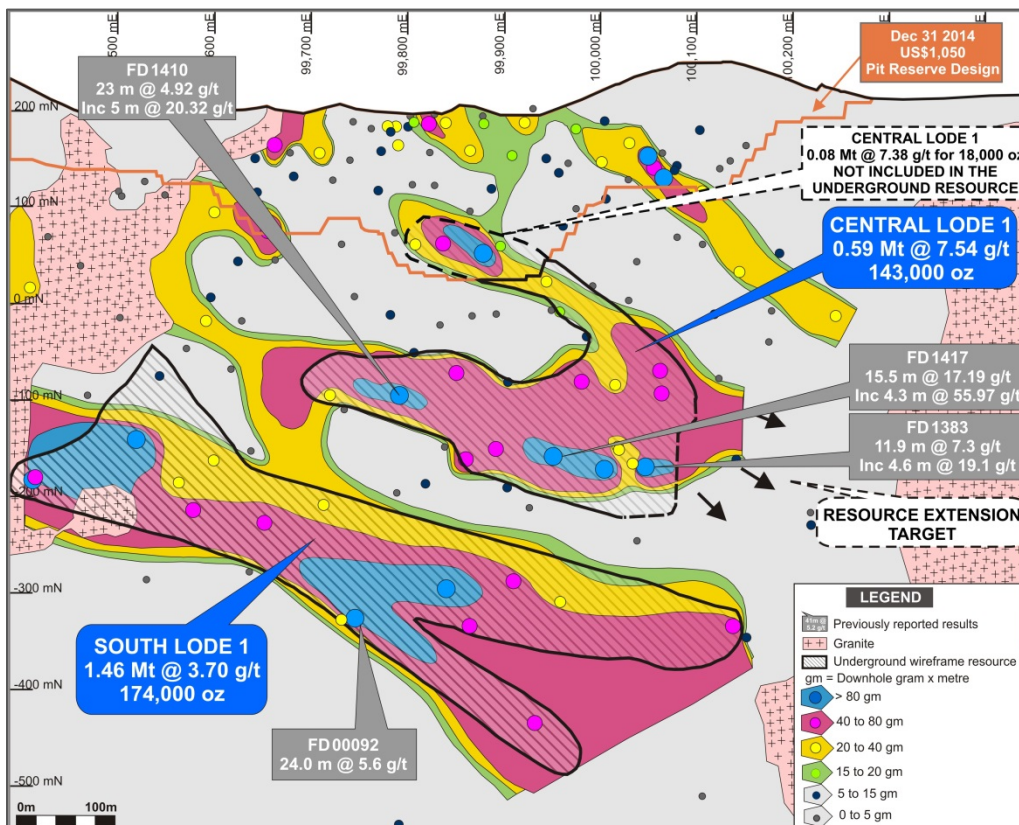 500 mE
600 mE
99,700 mE
99,800 mE
99,900 mE
100,000 mE
100,100 mE
100,200 mE
Dec 31 2014
US$1,050
Pit Reserve Design
FD1410
23 m @ 4.92 g/t
Inc 5 m @ 20.32 g/t
200 mN
CENTRAL LODE 1
0.08 Mt @ 7.38 g/t for 18,000 oz
NOT INCLUDED IN THE
UNDERGROUND RESOURCE
100 mN
CENTRAL LODE 1
0.59 Mt @ 7.54 g/t
143,000 oz
0 mN
FD1417
15.5 m @ 17.19 g/t
Inc 4.3 m @ 55.97 g/t
-100 mN
FD1383
11.9 m @ 7.3 g/t
Inc 4.6 m @ 19.1 g/t
-200 mN
RESOURCE EXTENSION
TARGET
-300 mN
SOUTH LODE 1
1.46 Mt @ 3.70 g/t
174,000 oz
-400 mN
FD00092
24.0 m @ 5.6 g/t
-500 mN
0m 100m
LEGEND
41m @
5.2 g/t
Previously reported results
Granite
Underground wireframe resource
gm = Downhole gram x metre
> 80 gm
40 to 80 gm
20 to 40 gm
15 to 20 gm
5 to 15 gm
0 to 5 gm